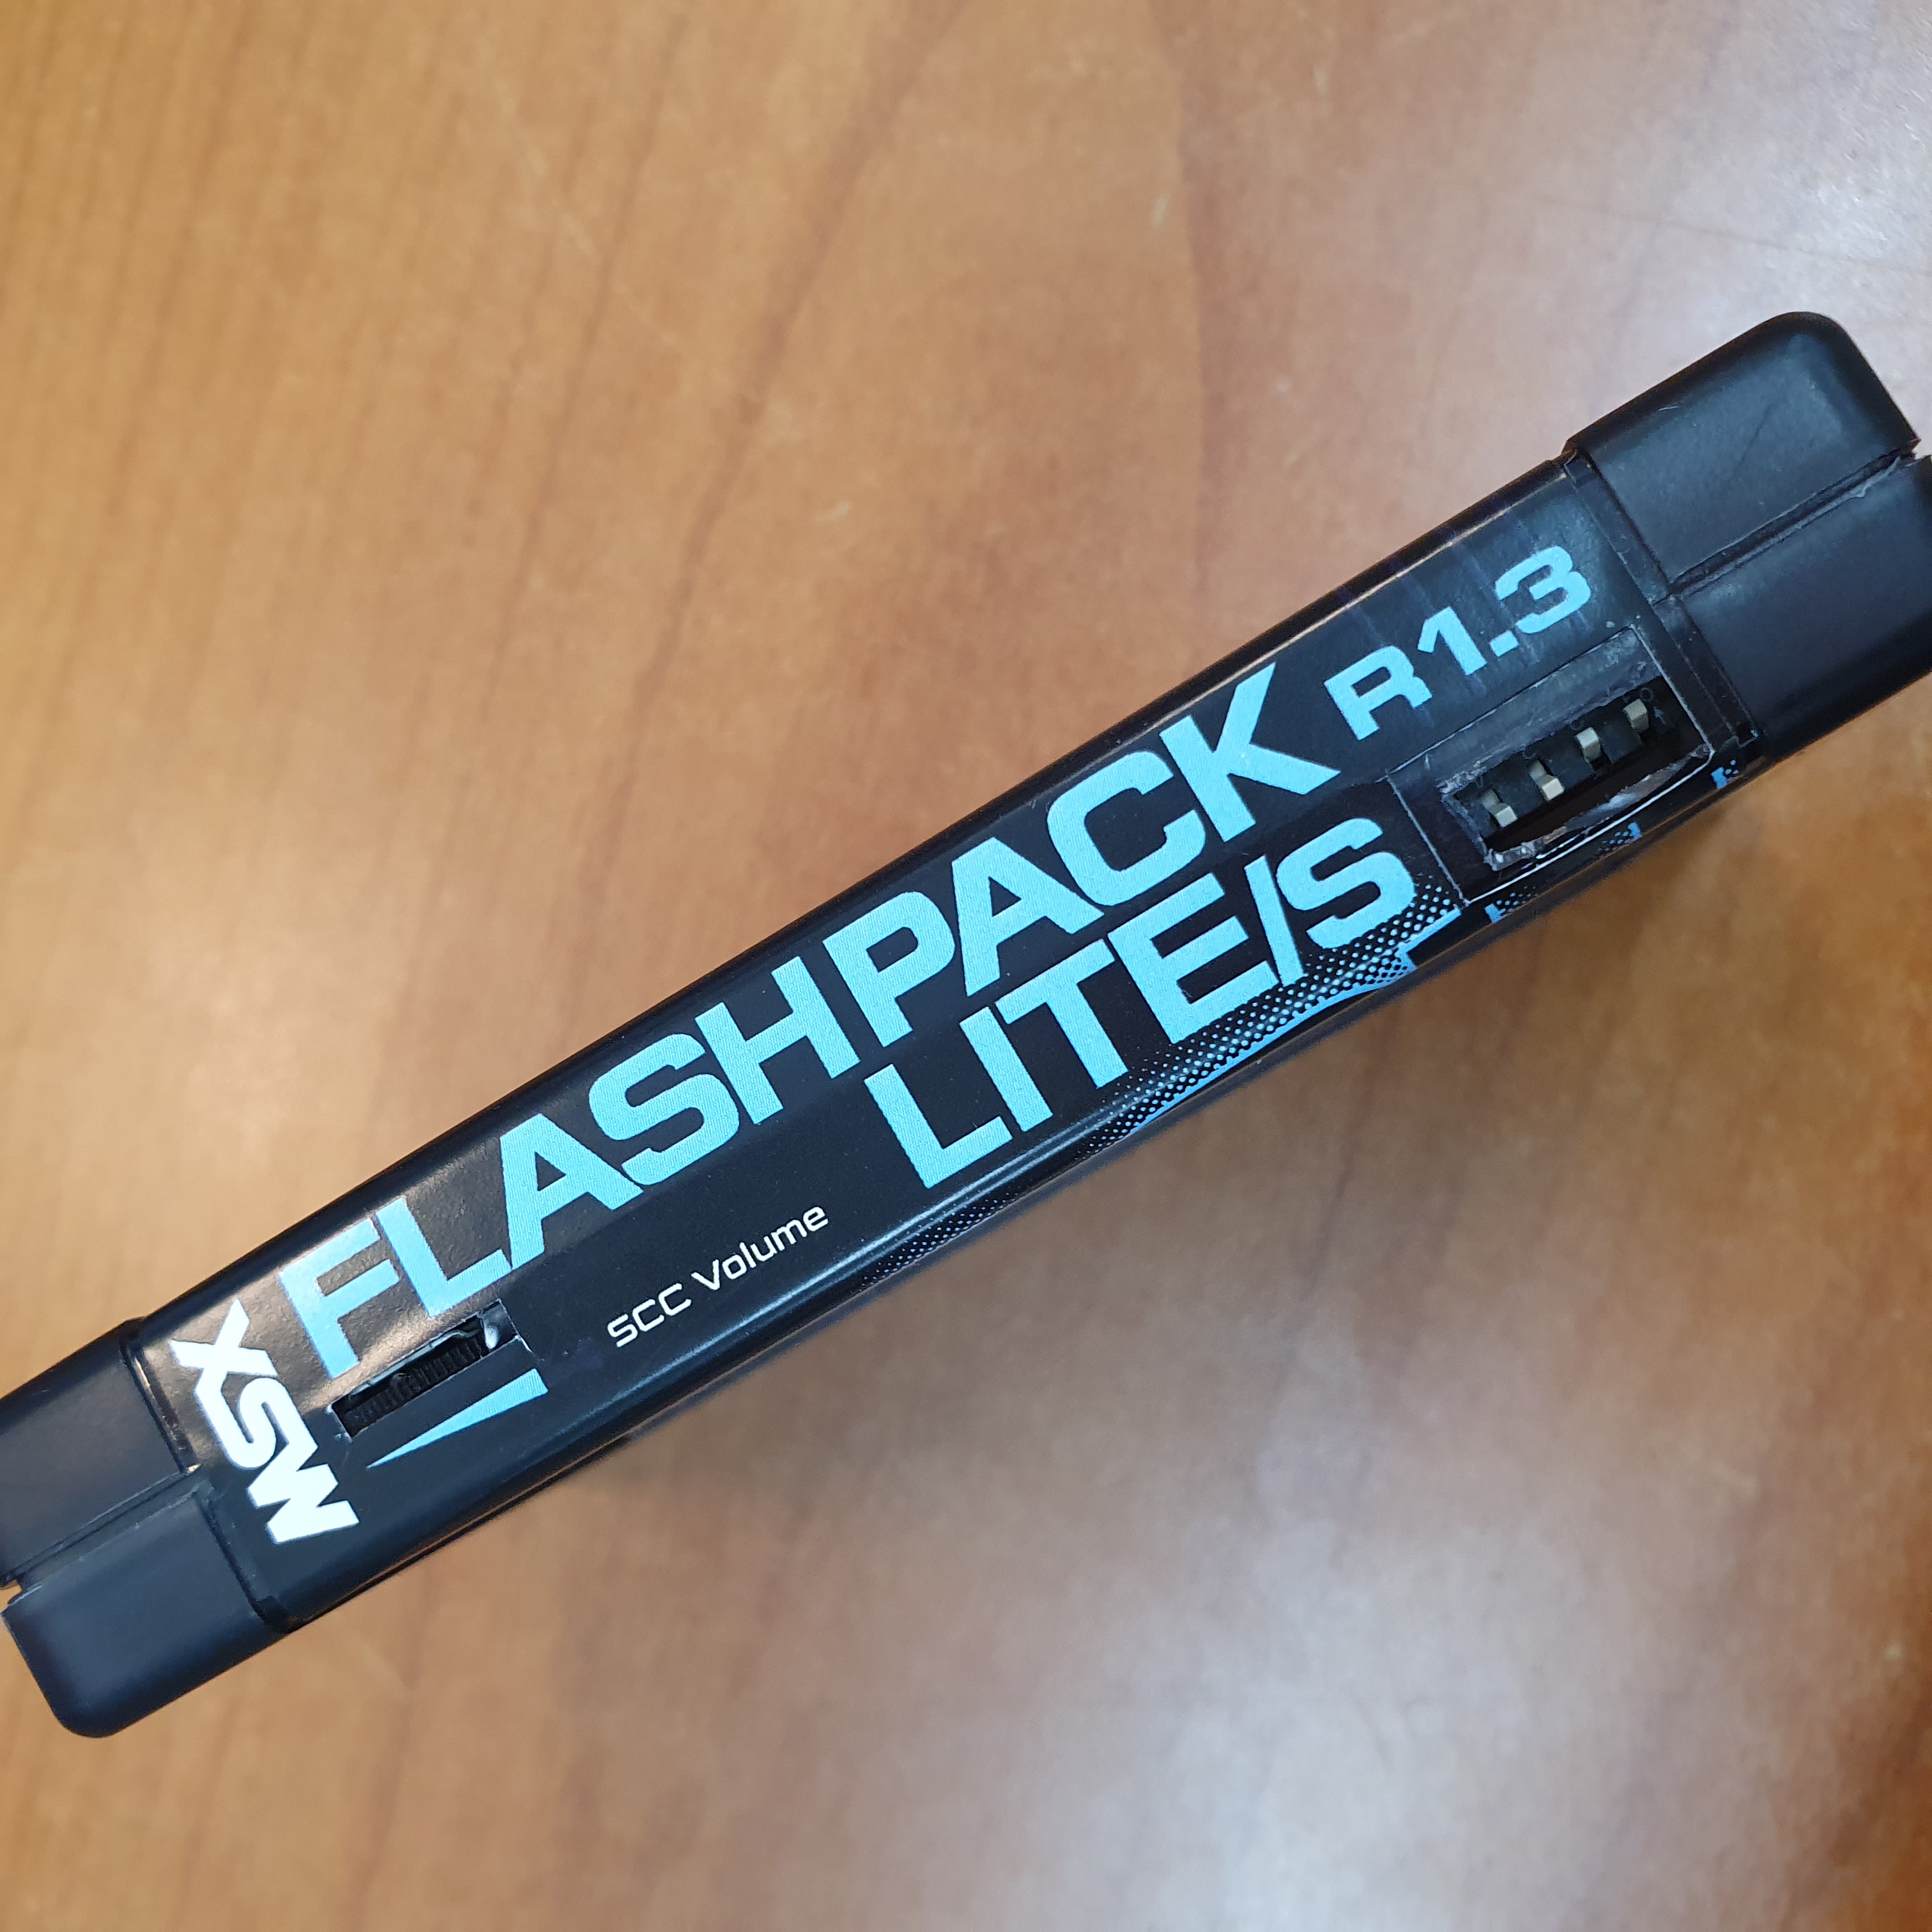 MSX
FLASHPACK R1.3
LITE/S
SCC Volume